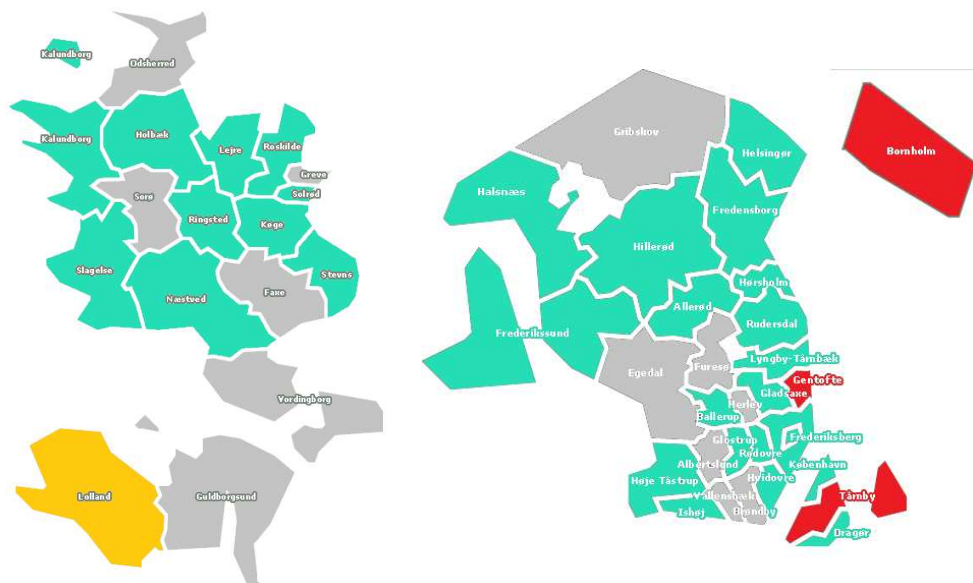 Kalundborg
Odsherred
Kalundborg
Holbæk
Lejre
Roskilde
Greve
Sorø
Solrød
Ringsted
Køge
Slagelse
Stevns
Næstved
Faxe
Vordingborg
Lolland
Guldborgsund
Bornholm
Gribskov
Helsingør
Halsnæs
Fredensborg
Hillerød
Hørsholm
Allerød
Rudersdal
Frederikssund
Lyngby-Tårnbæk
Egedal
Furesø
Gentofte
Gladsaxe
Herlev
Ballerup
Frederiksberg
Glostrup
Rødovre
Albertslund
København
Høje Tåstrup
Hvidovre
Vallensbæk
Tårnby
Ishøj
Brøndby
Dragør